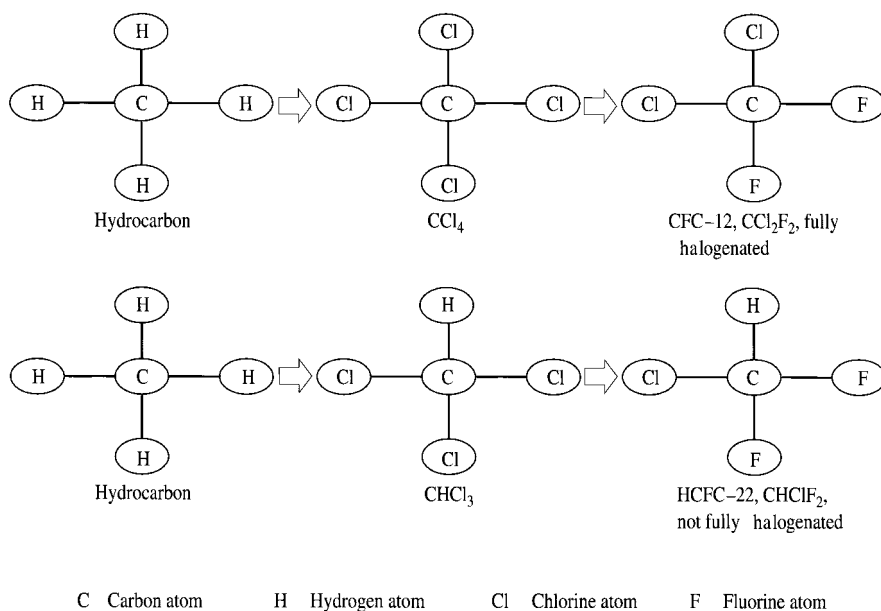 H Cl Cl
H C H Cl C Cl Cl C F
H Cl F
Hydrocarbon CCl₄ CFC–12, CCl₂F₂, fully
halogenated
H H H
H C H Cl C Cl Cl C F
H Cl F
Hydrocarbon CHCl₃ HCFC–22, CHClF₂,
not fully halogenated
C Carbon atom H Hydrogen atom Cl Chlorine atom F Fluorine atom